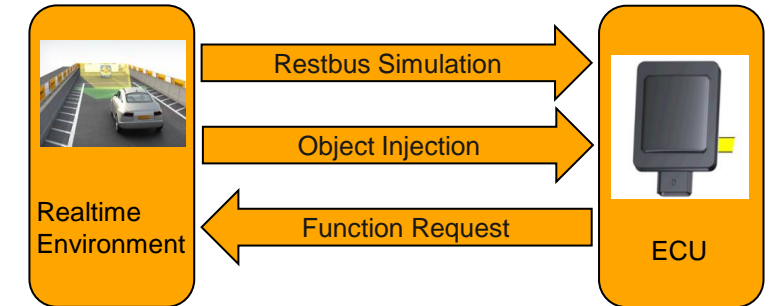 Restbus Simulation
Object Injection
Function Request
Realtime
Environment
ECU